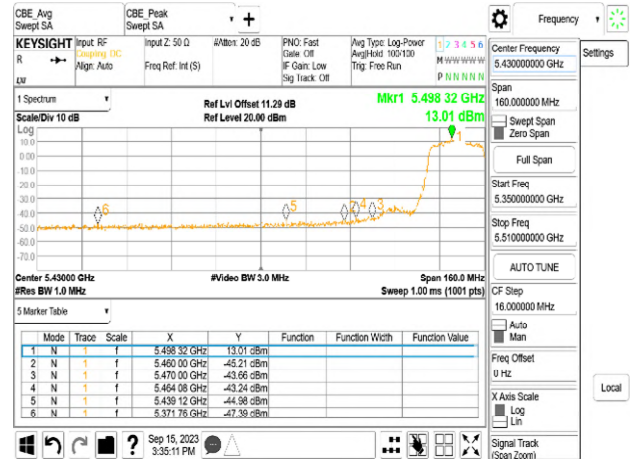 CBE_Avg
Swept SA
CBE_Peak
Swept SA
+
Frequency
KEYSIGHT
R
Input: RF
Coupling: DC
Align: Auto
Input Z: 50 Ω
Freq Ref: Int (S)
#Atten: 20 dB
PNO: Fast
Gate: Off
IF Gain: Low
Sig Track: Off
Avg Type: Log-Power
Avg|Hold: 100/100
Trig: Free Run
1 2 3 4 5 6
M W W W W W
P N N N N N
1 Spectrum
Scale/Div 10 dB
Ref Lvl Offset 11.29 dB
Ref Level 20.00 dBm
Mkr1 5.498 32 GHz
13.01 dBm
Log
10.0
0.00
-10.0
-20.0
-30.0
-40.0
-50.0
-60.0
-70.0
1
6
5
4
3
Center 5.43000 GHz
#Res BW 1.0 MHz
#Video BW 3.0 MHz
Span 160.0 MHz
Sweep 1.00 ms (1001 pts)
5 Marker Table
Mode Trace Scale X Y Function Function Width Function Value
1 N 1 f 5.498 32 GHz 13.01 dBm
2 N 1 f 5.460 00 GHz -45.21 dBm
3 N 1 f 5.470 00 GHz -43.66 dBm
4 N 1 f 5.464 08 GHz -43.24 dBm
5 N 1 f 5.439 12 GHz -44.98 dBm
6 N 1 f 5.371 76 GHz -47.39 dBm
Sep 15, 2023
3:35:11 PM
Center Frequency
5.430000000 GHz
Span
160.000000 MHz
Swept Span
Zero Span
Full Span
Start Freq
5.350000000 GHz
Stop Freq
5.510000000 GHz
AUTO TUNE
CF Step
16.000000 MHz
Auto
Man
Freq Offset
0 Hz
X Axis Scale
Log
Lin
Signal Track
(Span Zoom)
Settings
Local